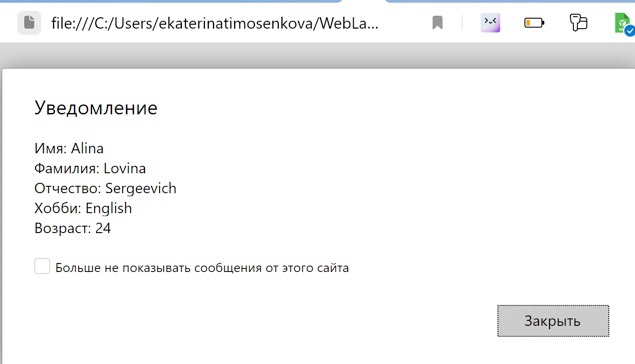 file:///C:/Users/ekaterinatimosenkova/WebLa...
Уведомление
Имя: Alina
Фамилия: Lovina
Отчество: Sergeevich
Хобби: English
Возраст: 24
Больше не показывать сообщения от этого сайта
Закрыть